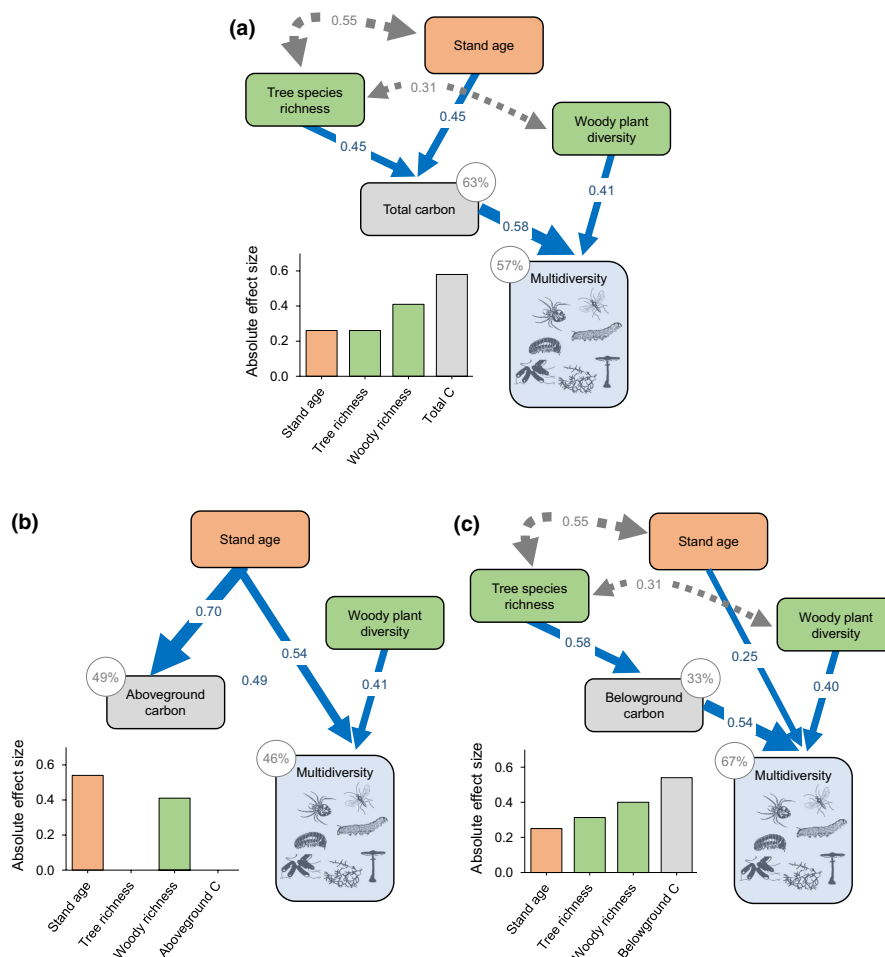 (a)
0.55
Stand age
Tree species
richness
0.31
Woody plant
diversity
0.45
0.45
63%
0.41
Total carbon
0.58
57%
Multidiversity
Absolute effect size
0.6
0.4
0.2
0.0
Stand age
Tree richness
Woody richness
Total C
(b)
Stand age
0.70
Woody plant
diversity
0.54
49%
0.49
0.41
Aboveground
carbon
46%
Multidiversity
Absolute effect size
0.6
0.4
0.2
0.0
Stand age
Tree richness
Woody richness
Aboveground C
(c)
0.55
Stand age
Tree species
richness
0.31
Woody plant
diversity
0.58
0.25
33%
0.40
Belowground
carbon
0.54
67%
Multidiversity
Absolute effect size
0.6
0.4
0.2
0.0
Stand age
Tree richness
Woody richness
Belowground C